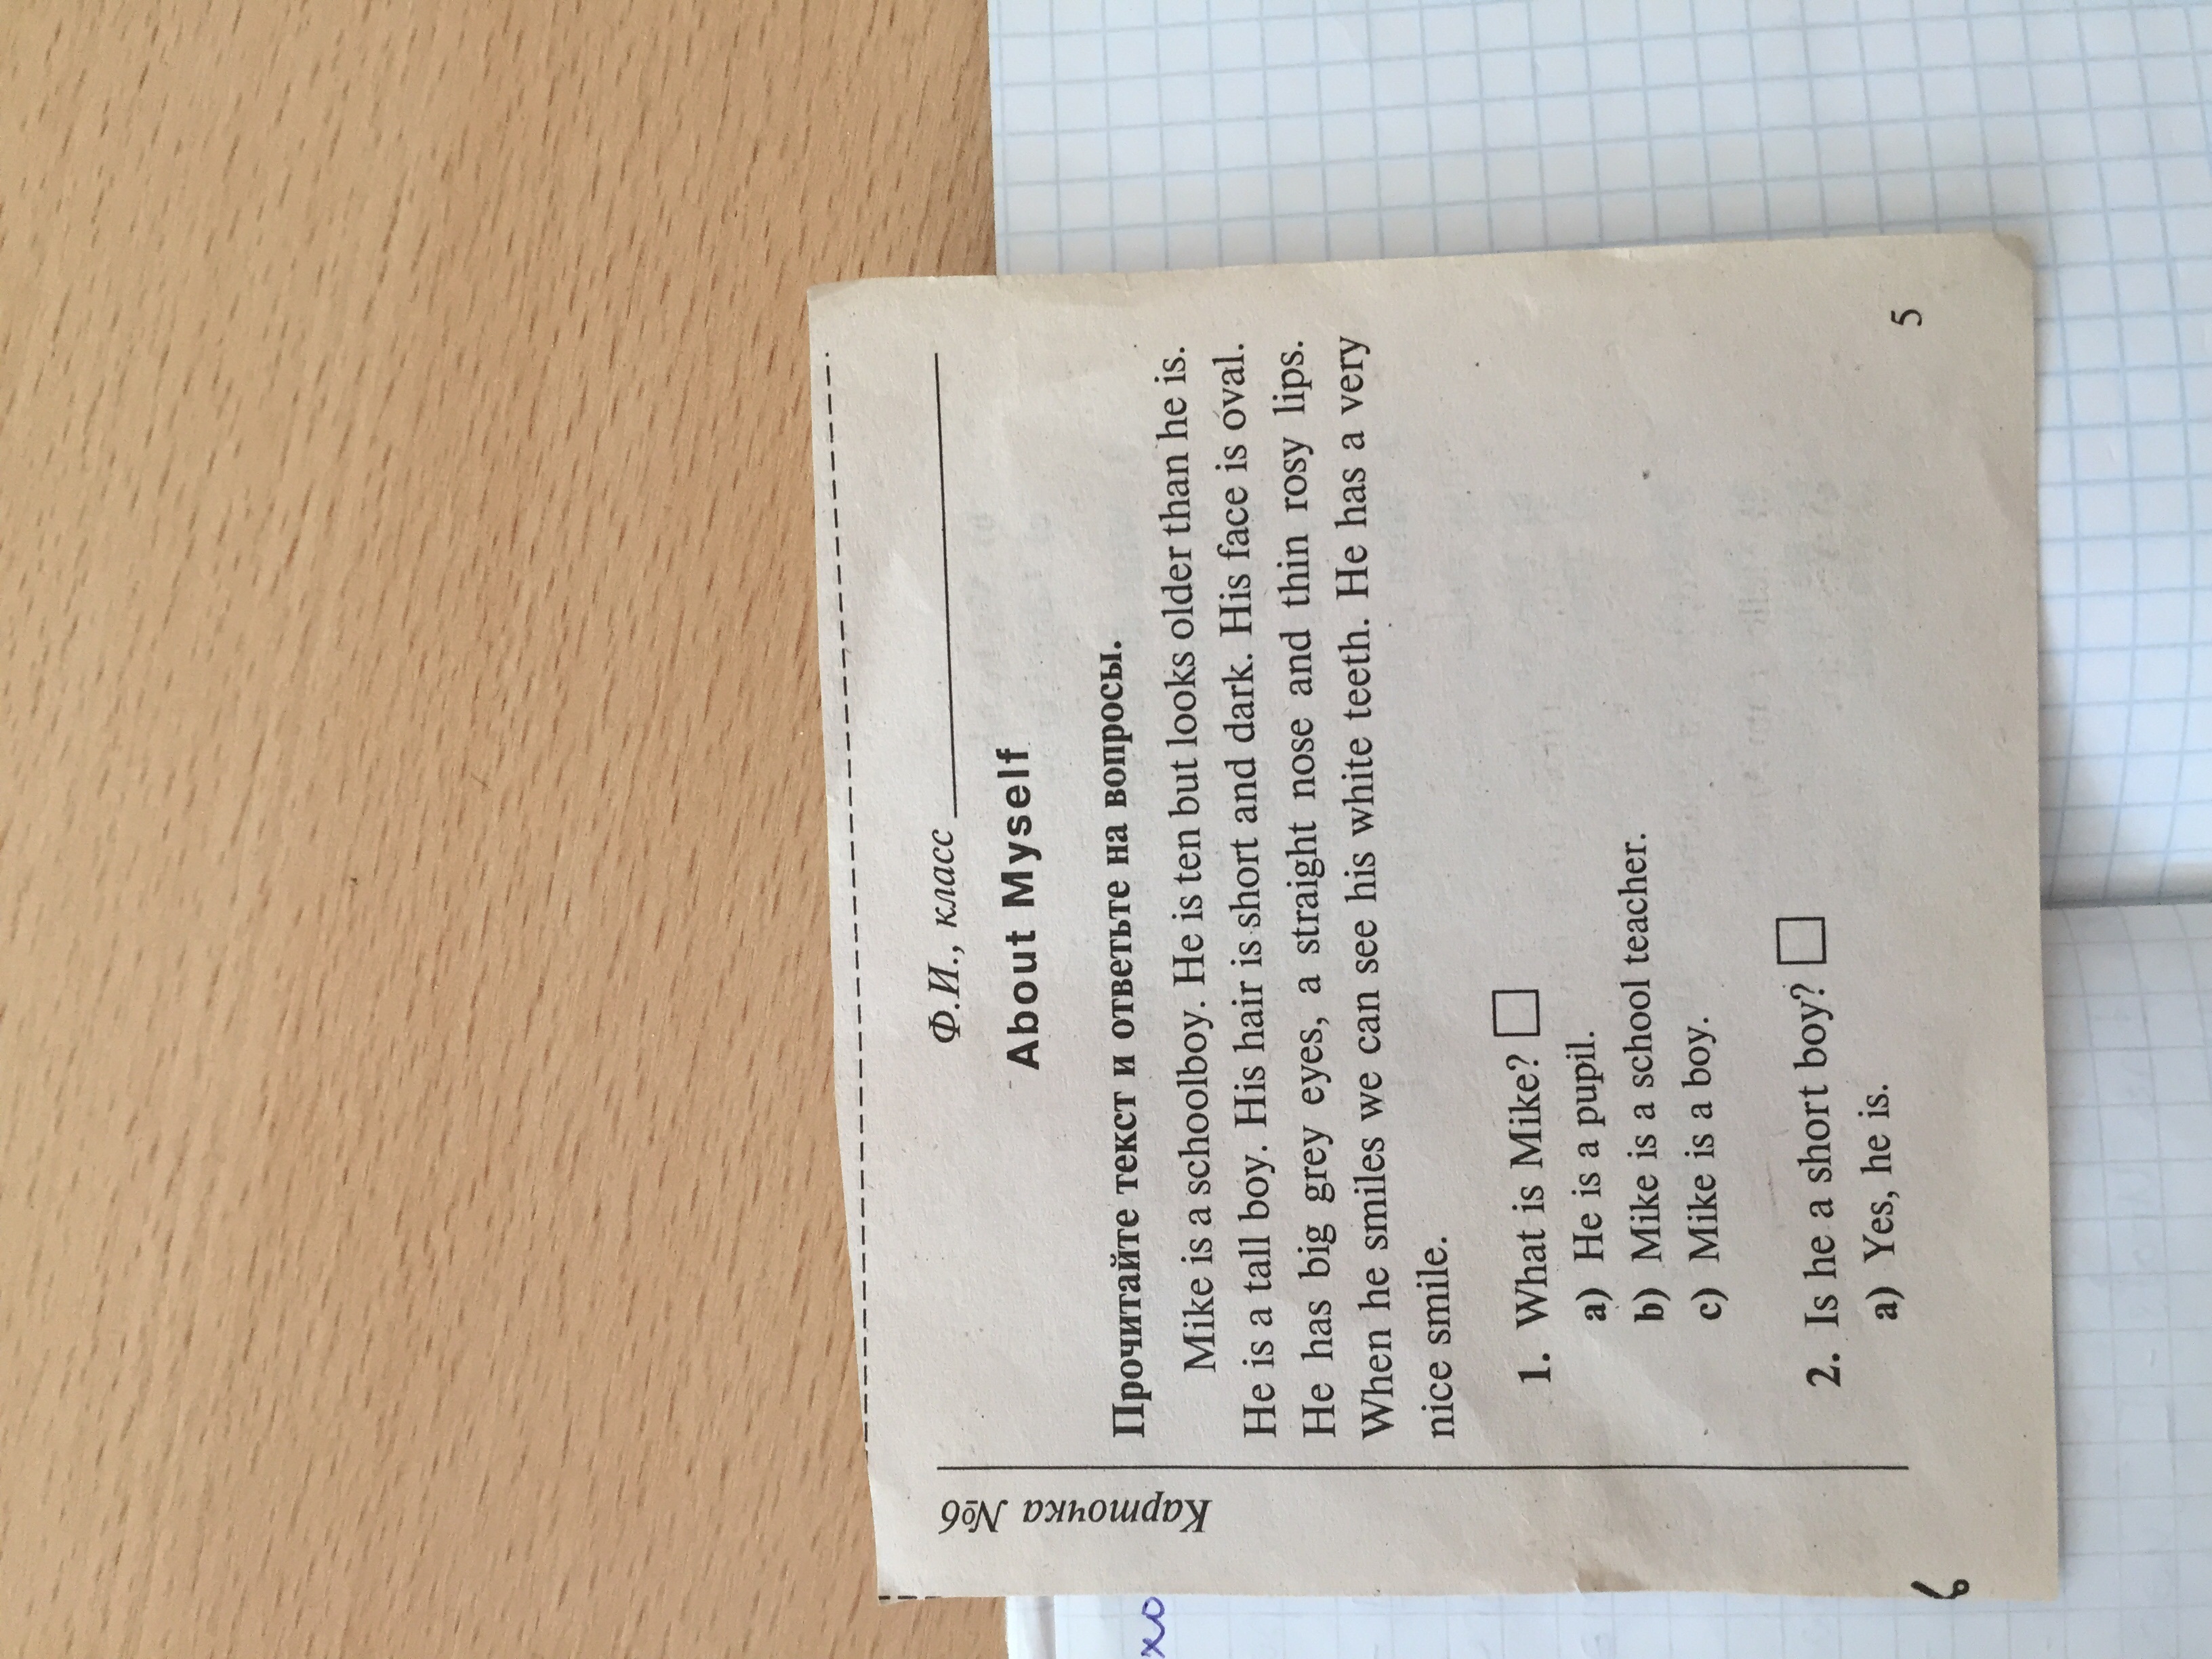 Карточка №6
Ф.И., класс
About Myself
Прочитайте текст и ответьте на вопросы.
Mike is a schoolboy. He is ten but looks older than he is.
He is a tall boy. His hair is short and dark. His face is oval.
He has big grey eyes, a straight nose and thin rosy lips.
When he smiles we can see his white teeth. He has a very
nice smile.
1. What is Mike?
a) He is a pupil.
b) Mike is a school teacher.
c) Mike is a boy.
2. Is he a short boy?
a) Yes, he is.
5
6
хо